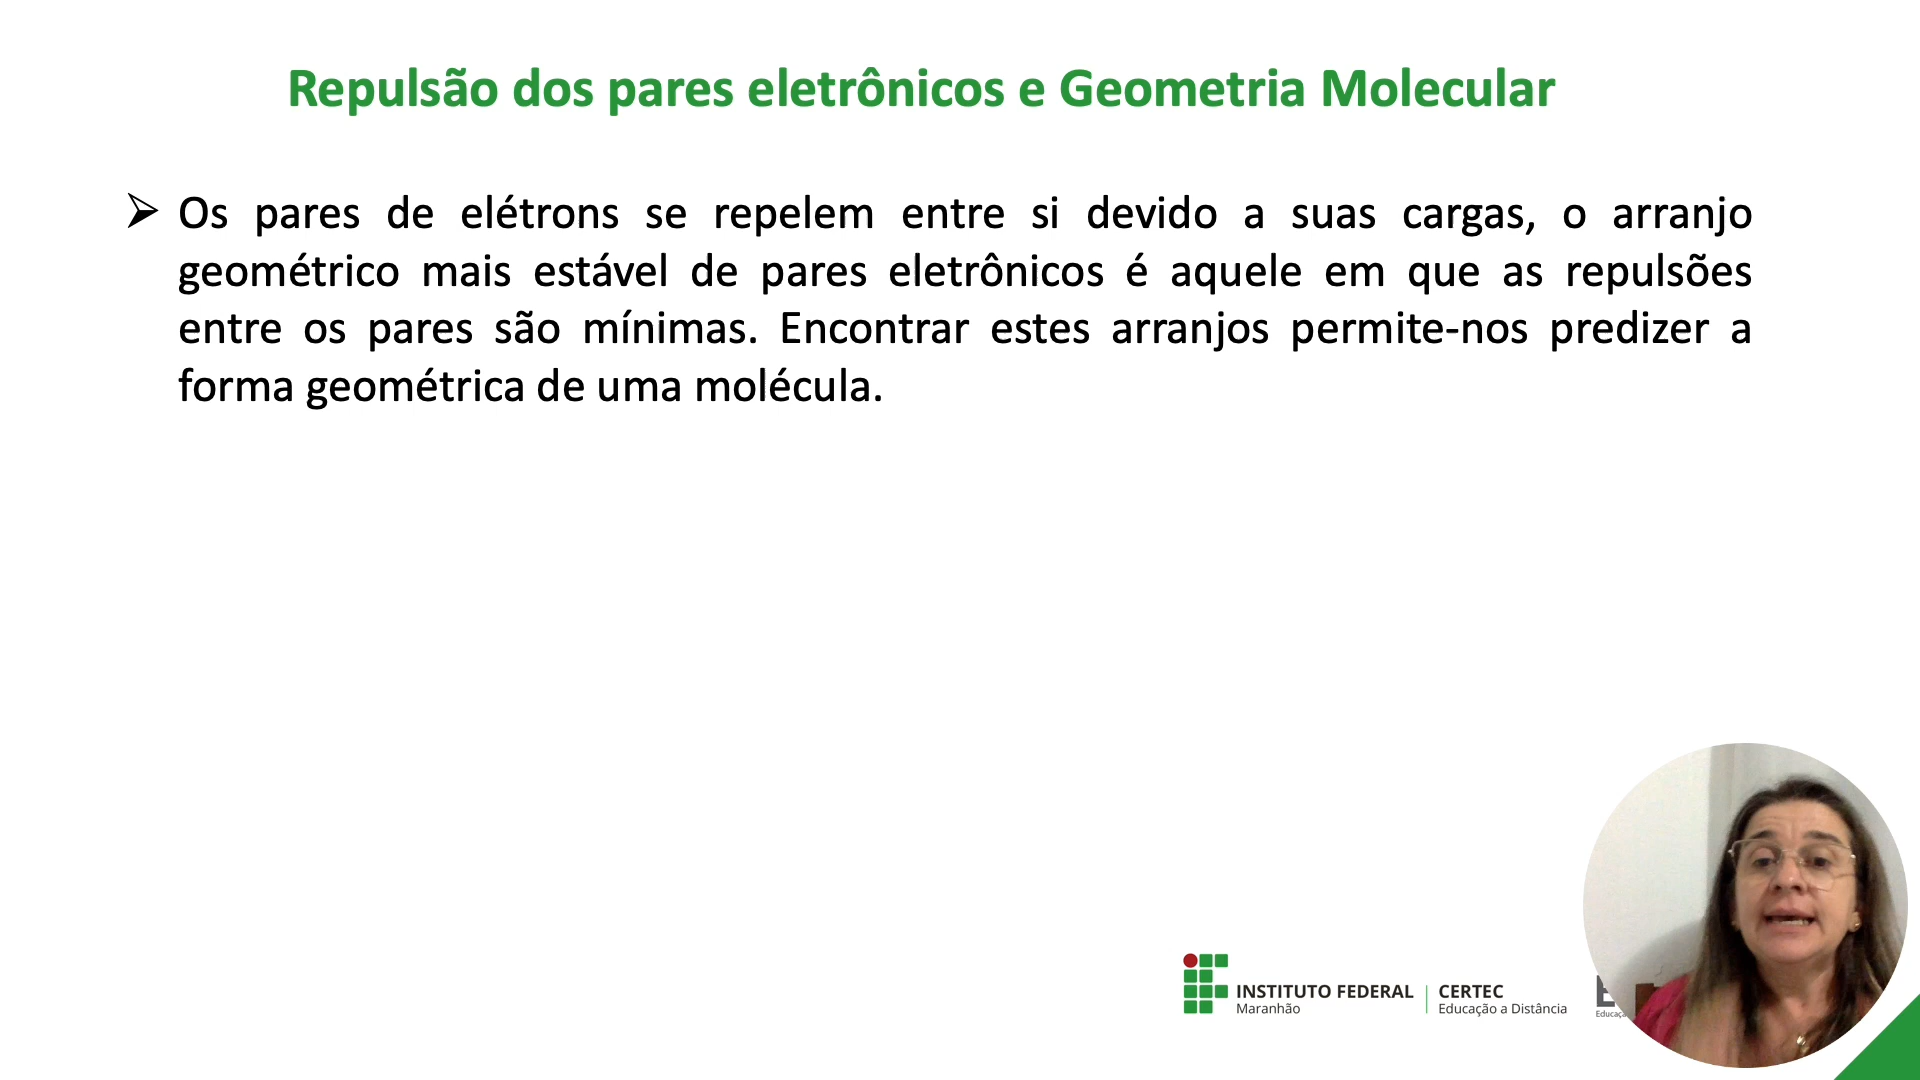 Repulsão dos pares eletrônicos e Geometria Molecular
Os pares de elétrons se repelem entre si devido a suas cargas, o arranjo
geométrico mais estável de pares eletrônicos é aquele em que as repulsões
entre os pares são mínimas. Encontrar estes arranjos permite-nos predizer a
forma geométrica de uma molécula.
INSTITUTO FEDERAL
Maranhão
CERTEC
Educação a Distância